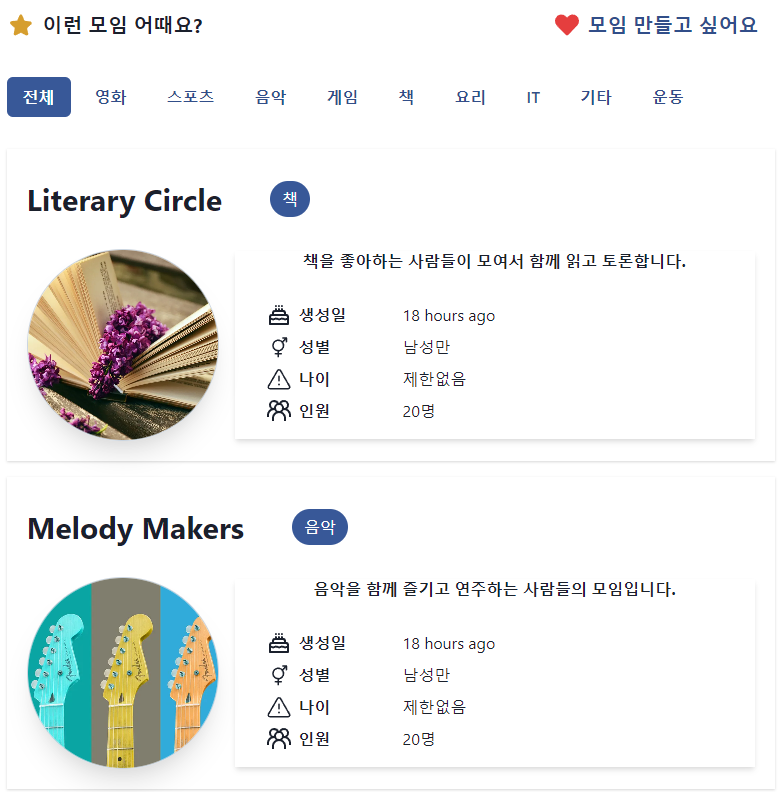 이런 모임 어때요? 모임 만들고 싶어요
전체 영화 스포츠 음악 게임 책 요리 IT 기타 운동
Literary Circle 책
책을 좋아하는 사람들이 모여서 함께 읽고 토론합니다.
생성일 18 hours ago
성별 남성만
나이 제한없음
인원 20명
Melody Makers 음악
음악을 함께 즐기고 연주하는 사람들의 모임입니다.
생성일 18 hours ago
성별 남성만
나이 제한없음
인원 20명